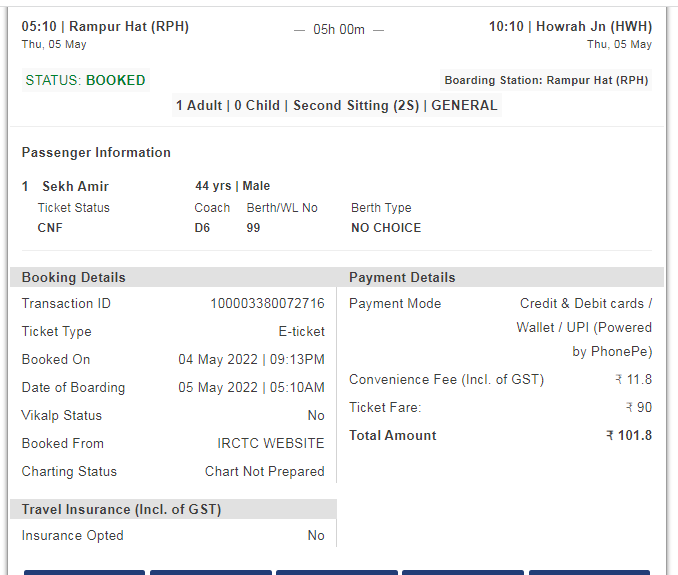 05:10 | Rampur Hat (RPH) — 05h 00m — 10:10 | Howrah Jn (HWH)
Thu, 05 May Thu, 05 May
STATUS: BOOKED Boarding Station: Rampur Hat (RPH)
1 Adult | 0 Child | Second Sitting (2S) | GENERAL
Passenger Information
1 Sekh Amir 44 yrs | Male
Ticket Status Coach Berth/WL No Berth Type
CNF D6 99 NO CHOICE
Booking Details
Transaction ID 100003380072716
Ticket Type E-ticket
Booked On 04 May 2022 | 09:13PM
Date of Boarding 05 May 2022 | 05:10AM
Vikalp Status No
Booked From IRCTC WEBSITE
Charting Status Chart Not Prepared
Payment Details
Payment Mode Credit & Debit cards /
Wallet / UPI (Powered
by PhonePe)
Convenience Fee (Incl. of GST) ₹ 11.8
Ticket Fare: ₹ 90
Total Amount ₹ 101.8
Travel Insurance (Incl. of GST)
Insurance Opted No